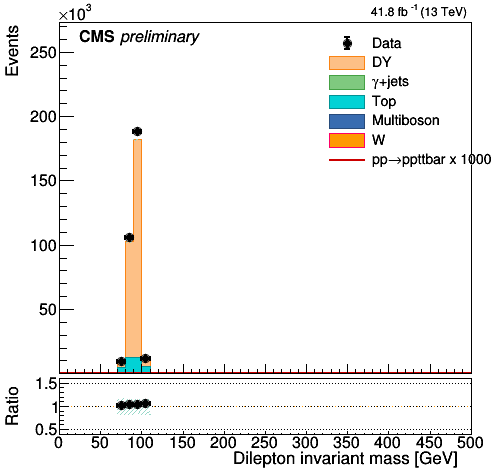 ×10³
41.8 fb⁻¹ (13 TeV)
CMS preliminary
Events
250
200
150
100
50
Data
DY
γ+jets
Top
Multiboson
W
pp→ppttbar x 1000
Ratio
1.5
1
0.5
0 50 100 150 200 250 300 350 400 450 500
Dilepton invariant mass [GeV]